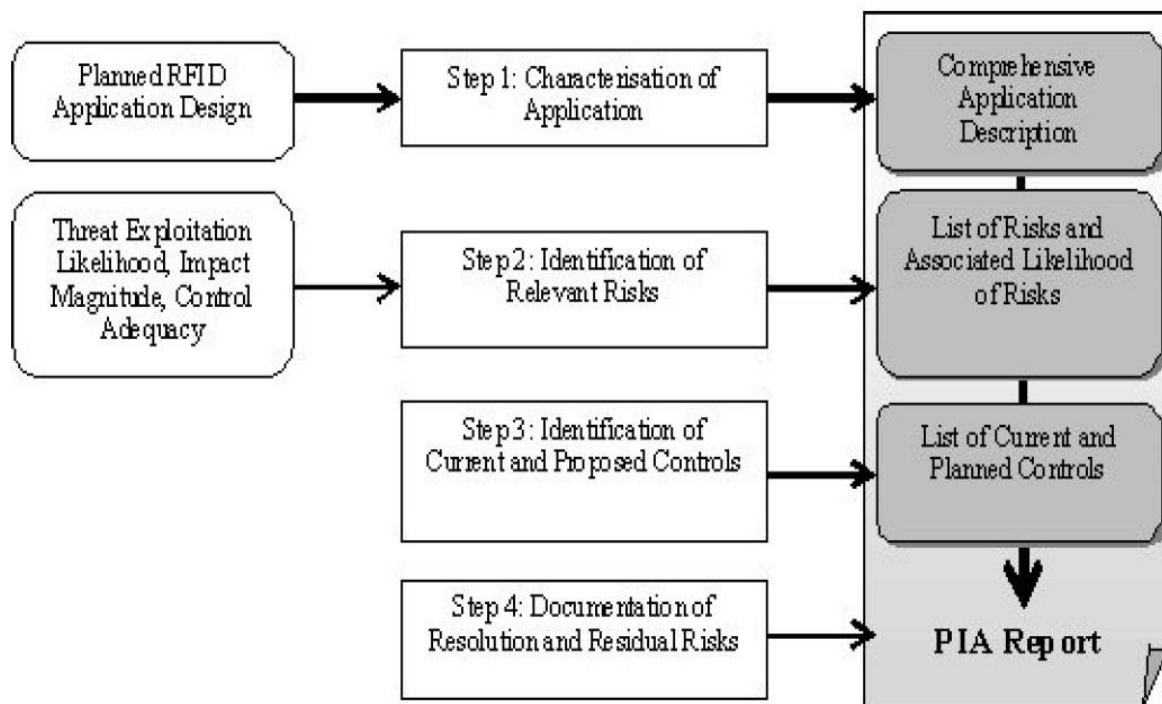 Planned RFID
Application Design
Step 1: Characterisation of
Application
Comprehensive
Application
Description
Threat Exploitation
Likelihood, Impact
Magnitude, Control
Adequacy
Step 2: Identification of
Relevant Risks
List of Risks and
Associated Likelihood
of Risks
Step 3: Identification of
Current and Proposed Controls
List of Current and
Planned Controls
Step 4: Documentation of
Resolution and Residual Risks
PIA Report